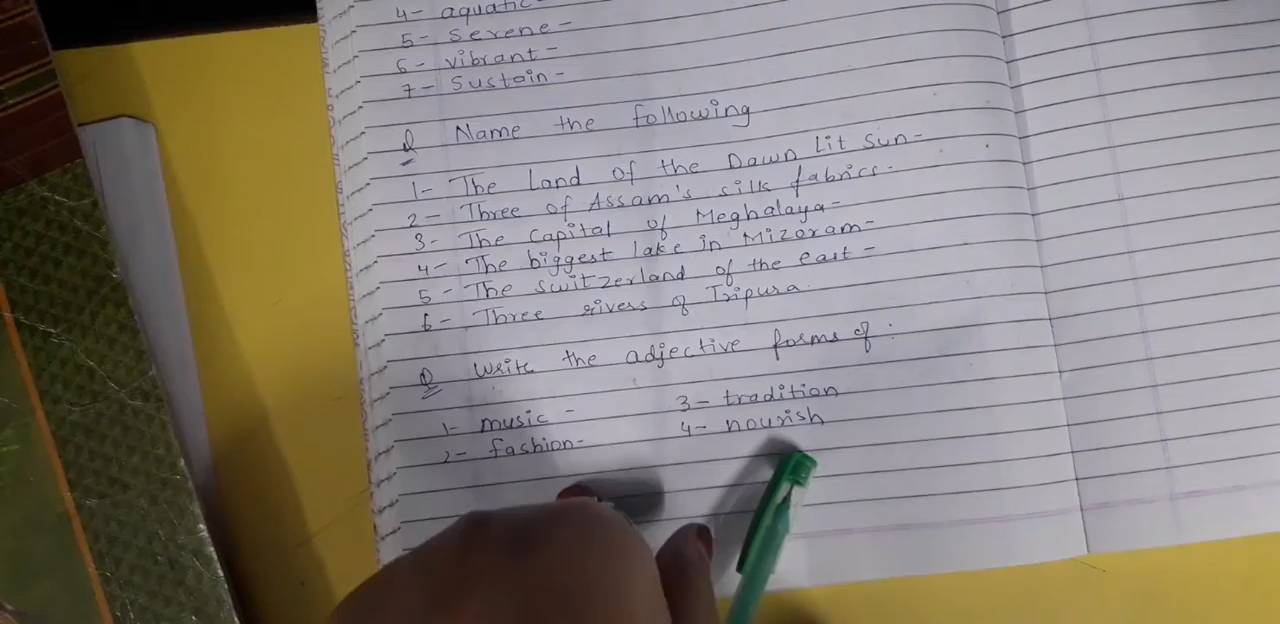 4- aquatic-
5- Serene-
6- vibrant-
7- Sustain-
Q Name the following
1- The Land of the Dawn Lit Sun-
2- Three of Assam's silk fabrics-
3- The Capital of Meghalaya-
4- The biggest lake in Mizoram-
5- The Switzerland of the east-
6- Three rivers of Tripura
Q Write the adjective forms of:
1- music- 3- tradition
2- fashion- 4- nourish